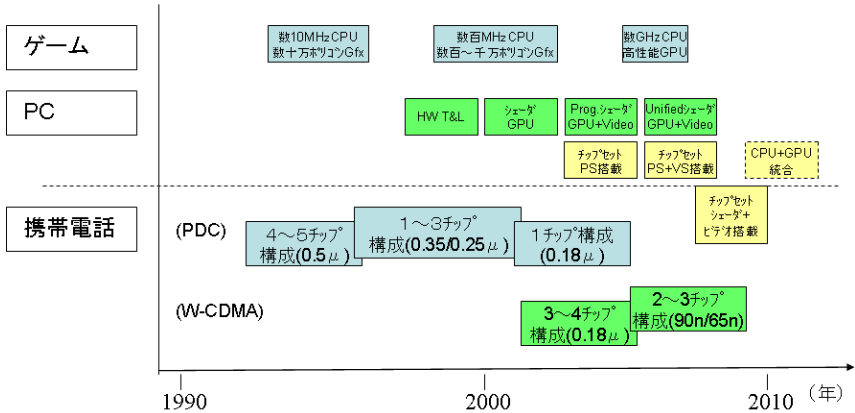 ゲーム
数10MHzCPU
数十万ﾎﾟﾘｺﾞﾝGfx
数百MHzCPU
数百～千万ﾎﾟﾘｺﾞﾝGfx
数GHzCPU
高性能GPU
PC
HW T&L
ｼｪｰﾀﾞ
GPU
Prog.ｼｪｰﾀﾞ
GPU+Video
Unifiedｼｪｰﾀﾞ
GPU+Video
ﾁｯﾌﾟｾｯﾄ
PS搭載
ﾁｯﾌﾟｾｯﾄ
PS+VS搭載
CPU+GPU
統合
ﾁｯﾌﾟｾｯﾄ
ｼｪｰﾀﾞ+
ﾋﾞﾃﾞｵ搭載
携帯電話
(PDC)
４～５チップ
構成(0.5μ)
１～３チップ
構成(0.35/0.25μ)
１チップ構成
(0.18μ)
(W-CDMA)
３～４チップ
構成(0.18μ)
２～３チップ
構成(90n/65n)
1990
2000
2010
（年）